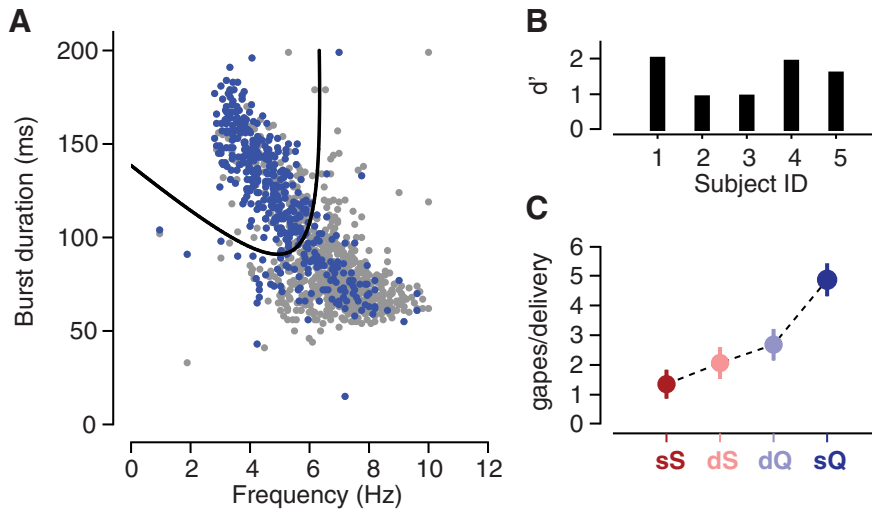 A
Burst duration (ms)
200
150
100
50
0
0 2 4 6 8 10 12
Frequency (Hz)
B
d'
2
1
0
1 2 3 4 5
Subject ID
C
gapes/delivery
6
5
4
3
2
1
0
sS dS dQ sQ